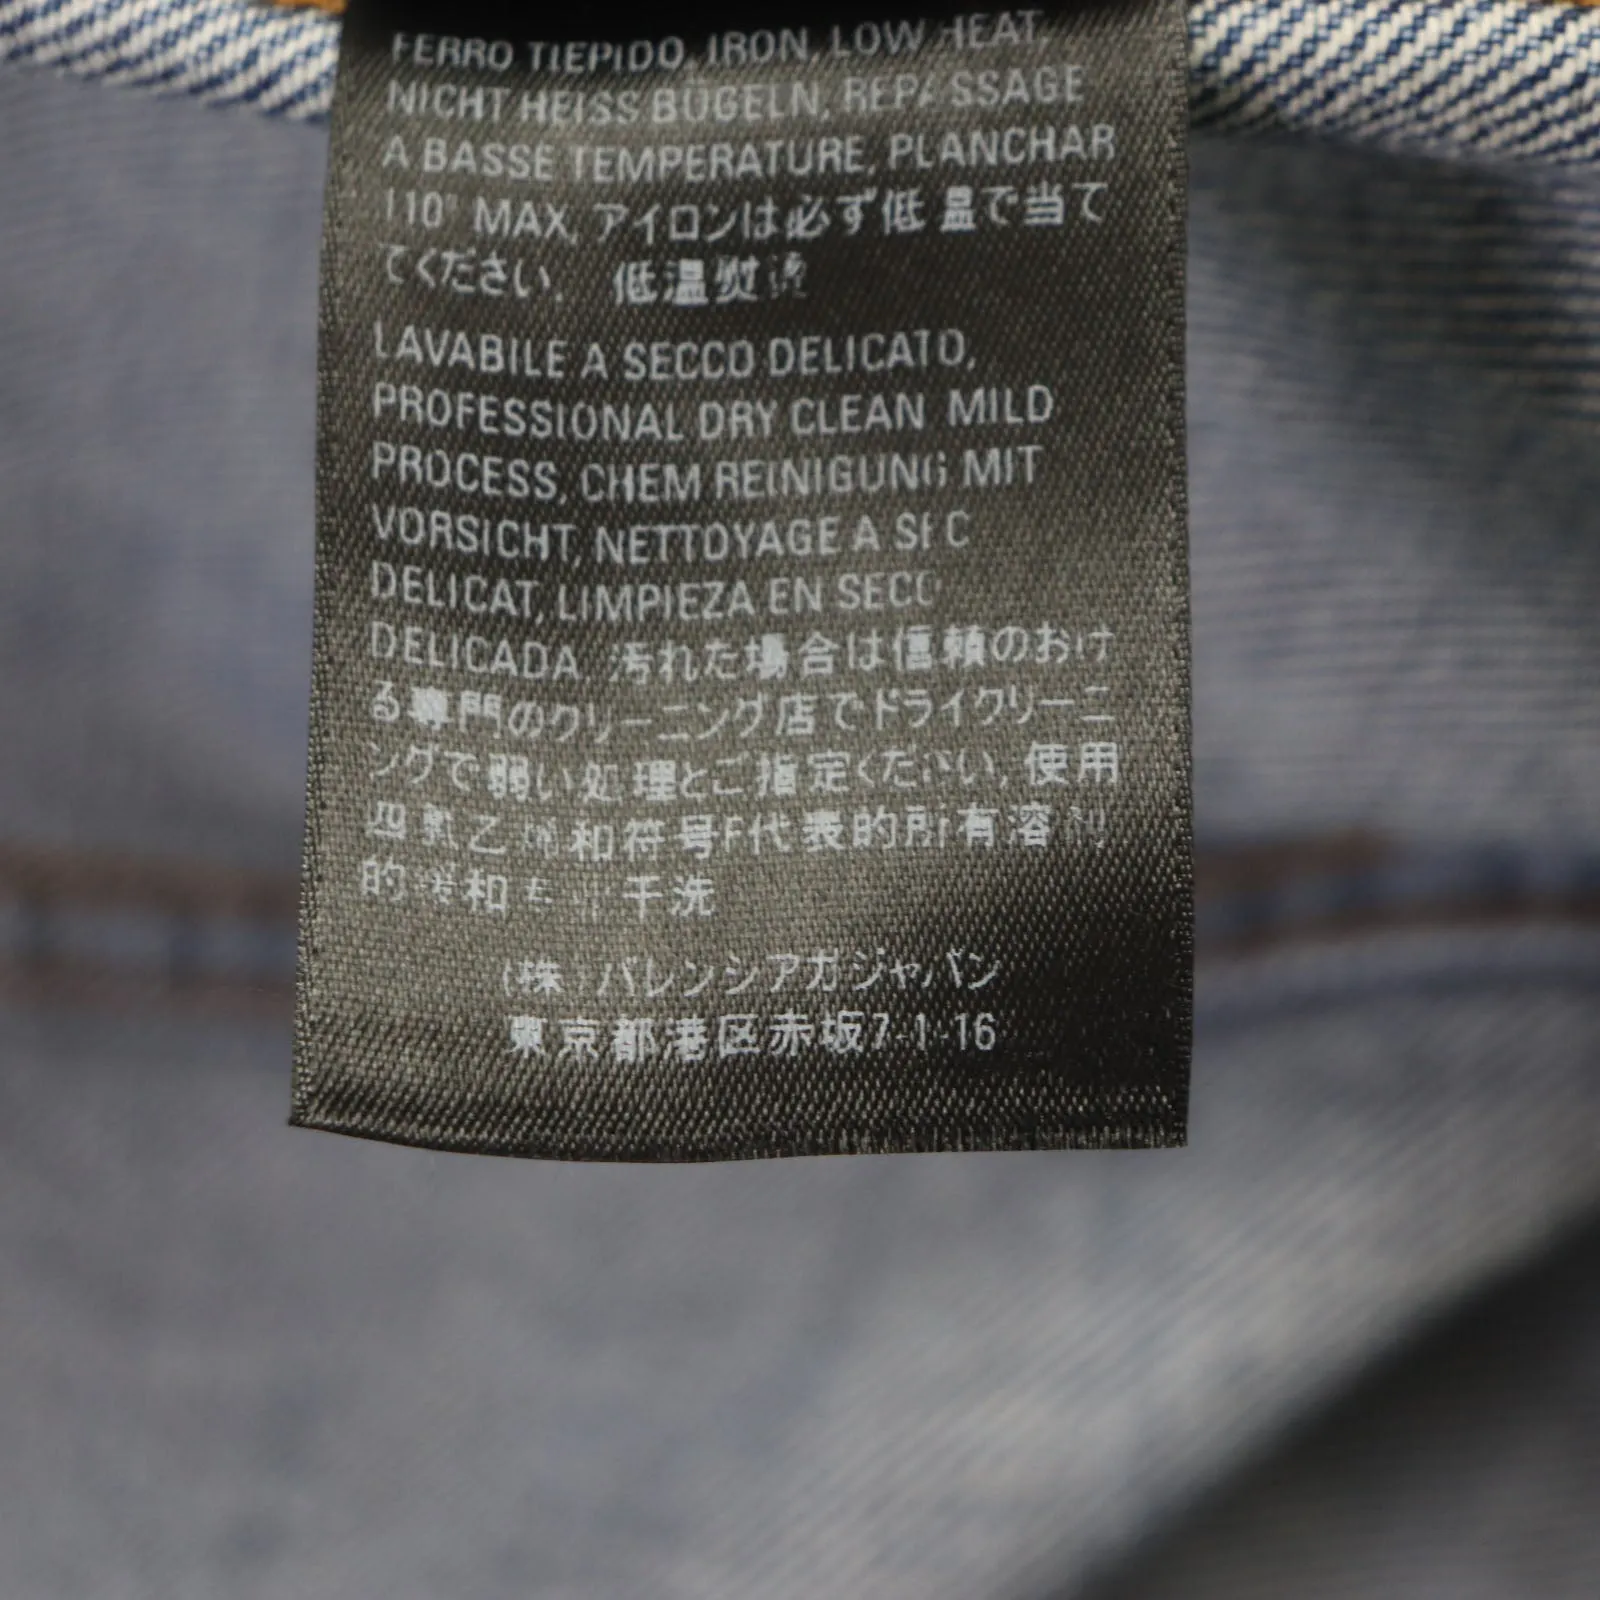 FERRO TIEPIDO, IRON, LOW HEAT,
NICHT HEISS BÜGELN, REPASSAGE
A BASSE TEMPERATURE, PLANCHAR
110° MAX, アイロンは必ず低温で当て
てください. 低温熨烫
LAVABILE A SECCO DELICATO,
PROFESSIONAL DRY CLEAN MILD
PROCESS, CHEM REINIGUNG MIT
VORSICHT, NETTOYAGE A SEC
DELICAT, LIMPIEZA EN SECO
DELICADA, 汚れた場合は信頼のおけ
る専門のクリーニング店でドライクリーニ
ングで弱い処理とご指定ください, 使用
四氯乙烯和符号F代表的所有溶剂
的 和 干洗
(株)バレンシアガジャパン
東京都港区赤坂7-1-16